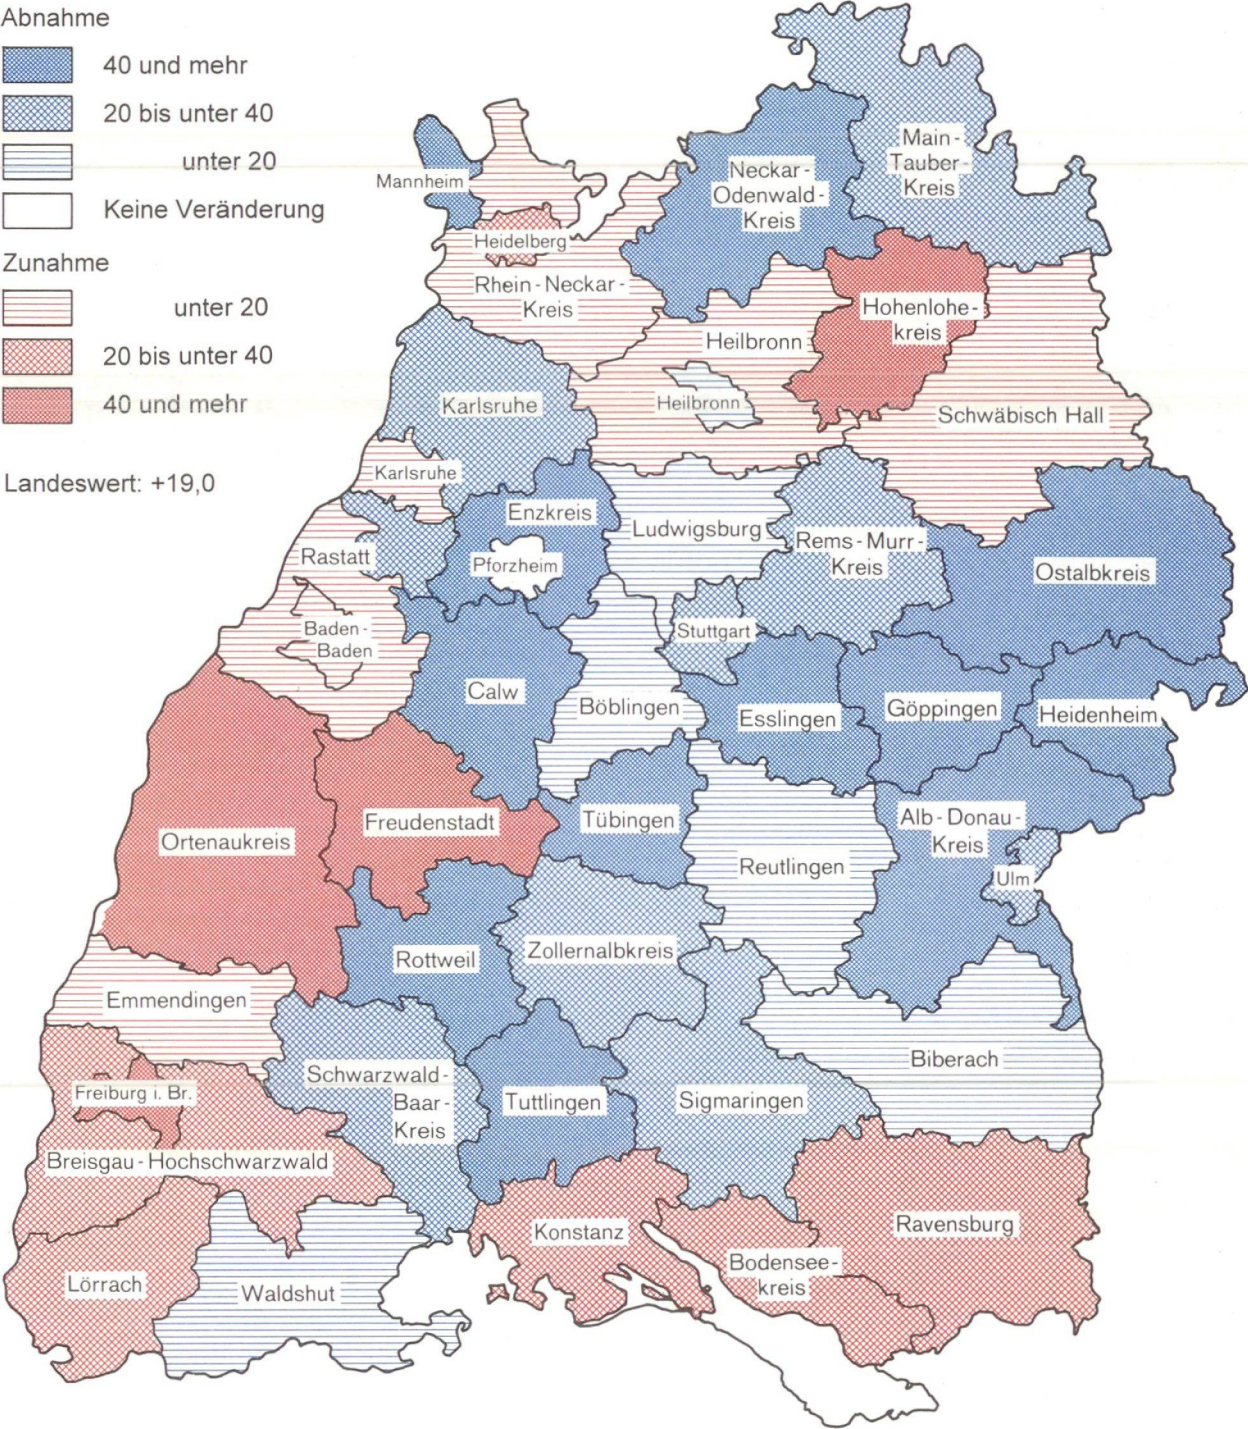 Abnahme
40 und mehr
20 bis unter 40
unter 20
Keine Veränderung
Zunahme
unter 20
20 bis unter 40
40 und mehr
Landeswert: +19,0
Main-
Tauber-
Kreis
Neckar-
Odenwald-
Kreis
Mannheim
Heidelberg
Rhein-Neckar-
Kreis
Hohenlohe-
kreis
Heilbronn
Heilbronn
Karlsruhe
Schwäbisch Hall
Karlsruhe
Enzkreis
Ludwigsburg
Rems-Murr-
Kreis
Rastatt
Pforzheim
Ostalbkreis
Baden-
Baden
Stuttgart
Calw
Böblingen
Esslingen
Göppingen
Heidenheim
Ortenaukreis
Freudenstadt
Tübingen
Alb-Donau-
Kreis
Reutlingen
Ulm
Rottweil
Zollernalbkreis
Emmendingen
Biberach
Schwarzwald-
Baar-
Kreis
Freiburg i. Br.
Tuttlingen
Sigmaringen
Breisgau-Hochschwarzwald
Konstanz
Ravensburg
Bodensee-
kreis
Lörrach
Waldshut